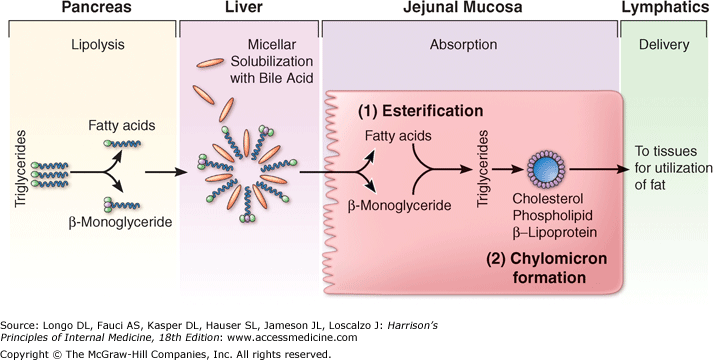 Pancreas
Liver
Jejunal Mucosa
Lymphatics
Lipolysis
Micellar
Solubilization
with Bile Acid
Absorption
Delivery
Triglycerides
Fatty acids
β-Monoglyceride
(1) Esterification
Fatty acids
β-Monoglyceride
Triglycerides
Cholesterol
Phospholipid
β–Lipoprotein
(2) Chylomicron
formation
To tissues
for utilization
of fat
Source: Longo DL, Fauci AS, Kasper DL, Hauser SL, Jameson JL, Loscalzo J: Harrison's
Principles of Internal Medicine, 18th Edition: www.accessmedicine.com
Copyright © The McGraw-Hill Companies, Inc. All rights reserved.